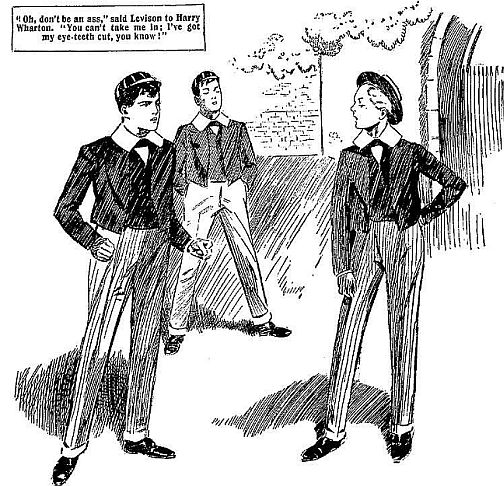 "Oh, don't be an ass," said Levison to Harry
Wharton. "You can't take me in; I've got
my eye-teeth cut, you know!"